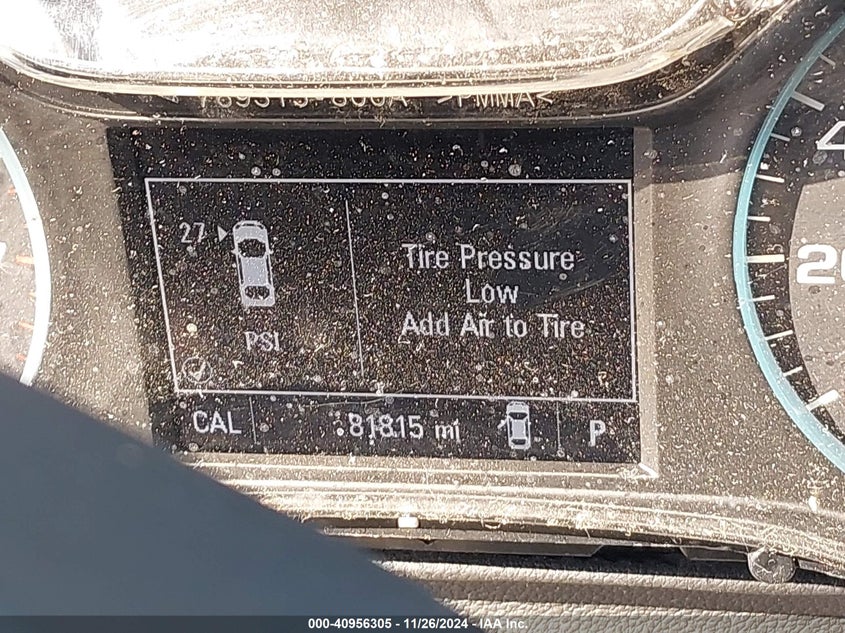 <PMMA>
27
Tire Pressure
Low
Add Air to Tire
PSI
CAL
81815 mi
P
000-40956305 - 11/26/2024 - IAA Inc.